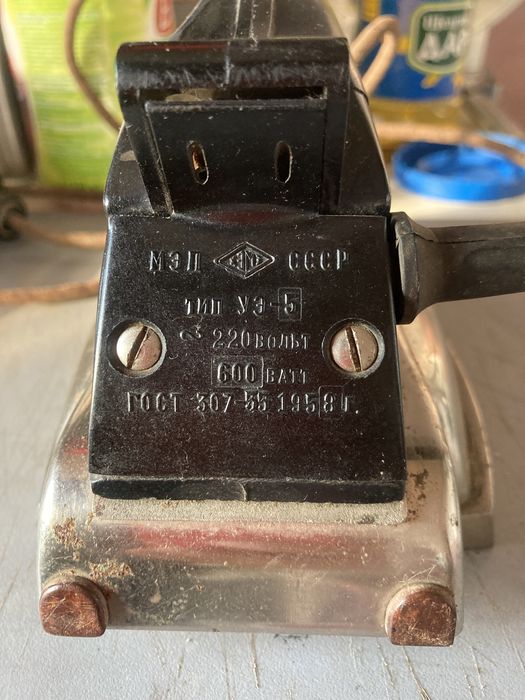 МЭП СССР
ТИП УЭ-5
~ 220 ВОЛЬТ
600 ВАТТ
ГОСТ 307-55 1958 Г.